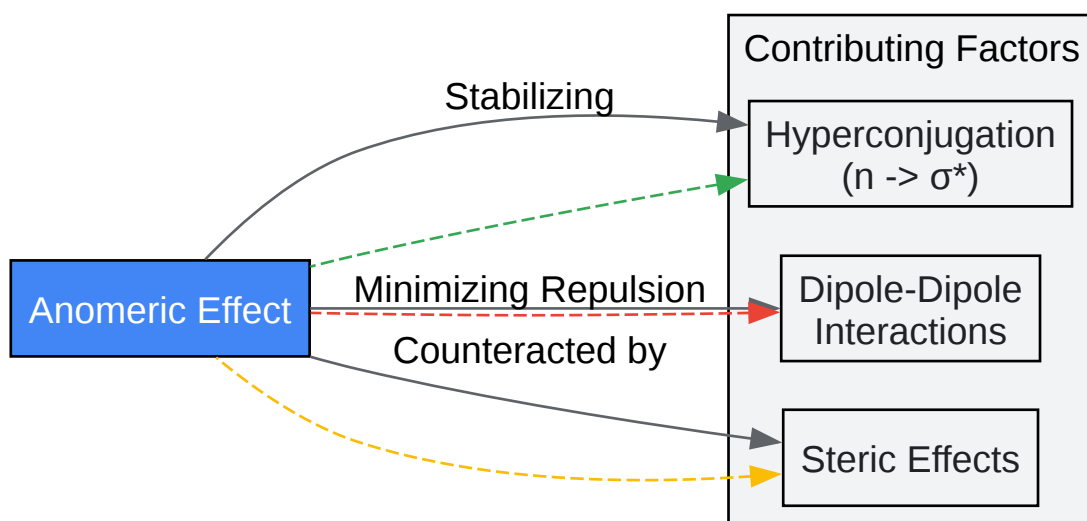 Contributing Factors
Stabilizing
Hyperconjugation
(n -> σ*)
Anomeric Effect
Minimizing Repulsion
Dipole-Dipole
Interactions
Counteracted by
Steric Effects